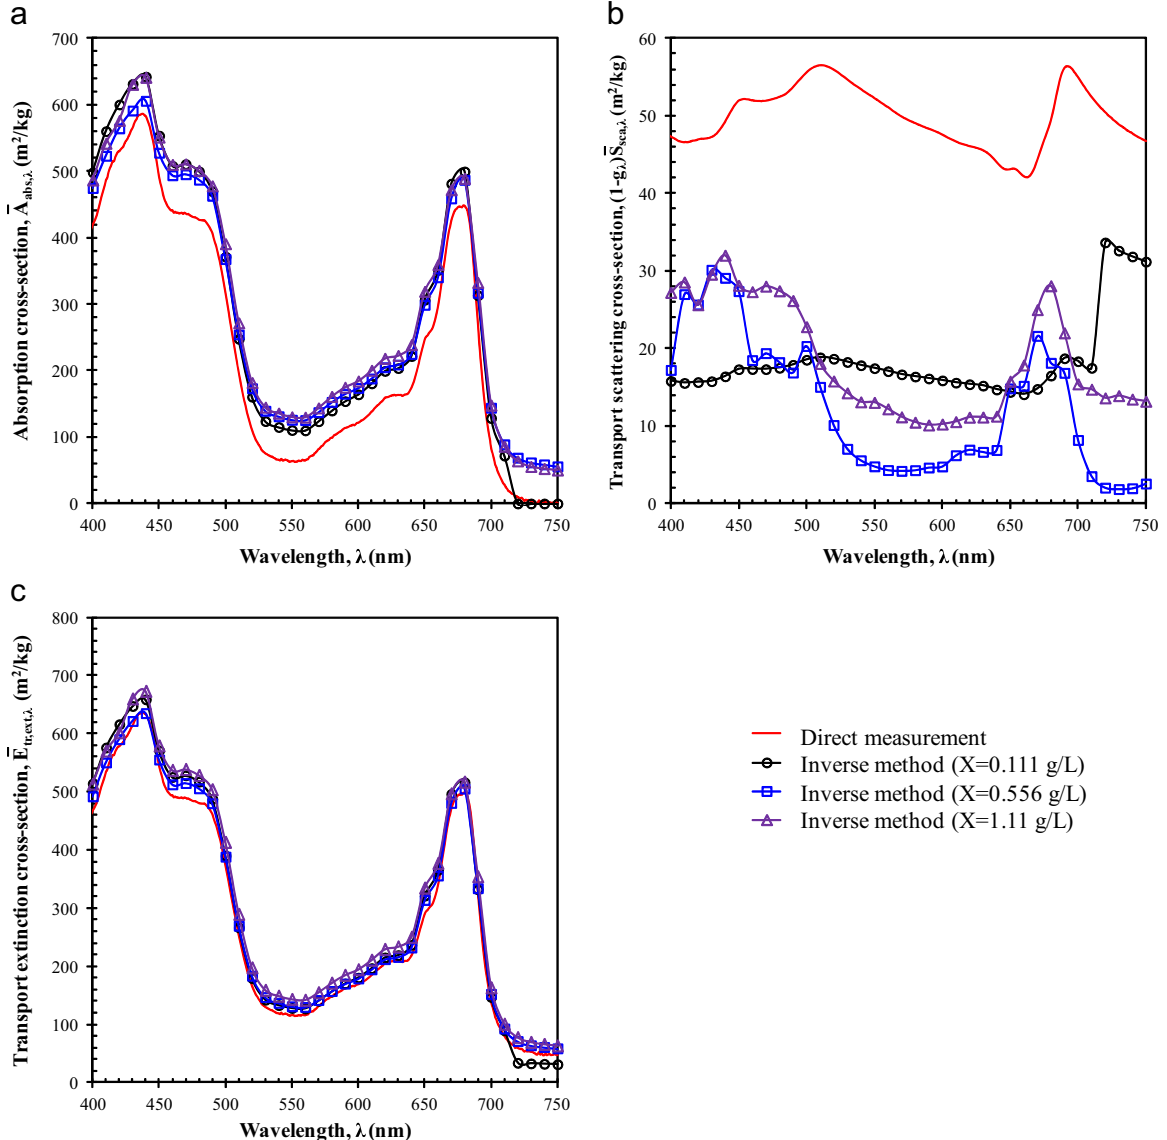 a
700
600
500
400
300
200
100
0
400 450 500 550 600 650 700 750
Absorption cross-section, A̅abs,λ (m²/kg)
Wavelength, λ (nm)
b
60
50
40
30
20
10
0
400 450 500 550 600 650 700 750
Transport scattering cross-section, (1-gλ)S̅sca,λ (m²/kg)
Wavelength, λ (nm)
c
800
700
600
500
400
300
200
100
0
400 450 500 550 600 650 700 750
Transport extinction cross-section, E̅tr,ext,λ (m²/kg)
Wavelength, λ (nm)
Direct measurement
Inverse method (X=0.111 g/L)
Inverse method (X=0.556 g/L)
Inverse method (X=1.11 g/L)